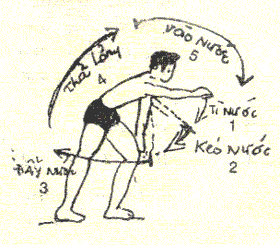 Thả lỏng
4
vào nước
5
Tì nước
1
Kéo nước
2
Đẩy nước
3